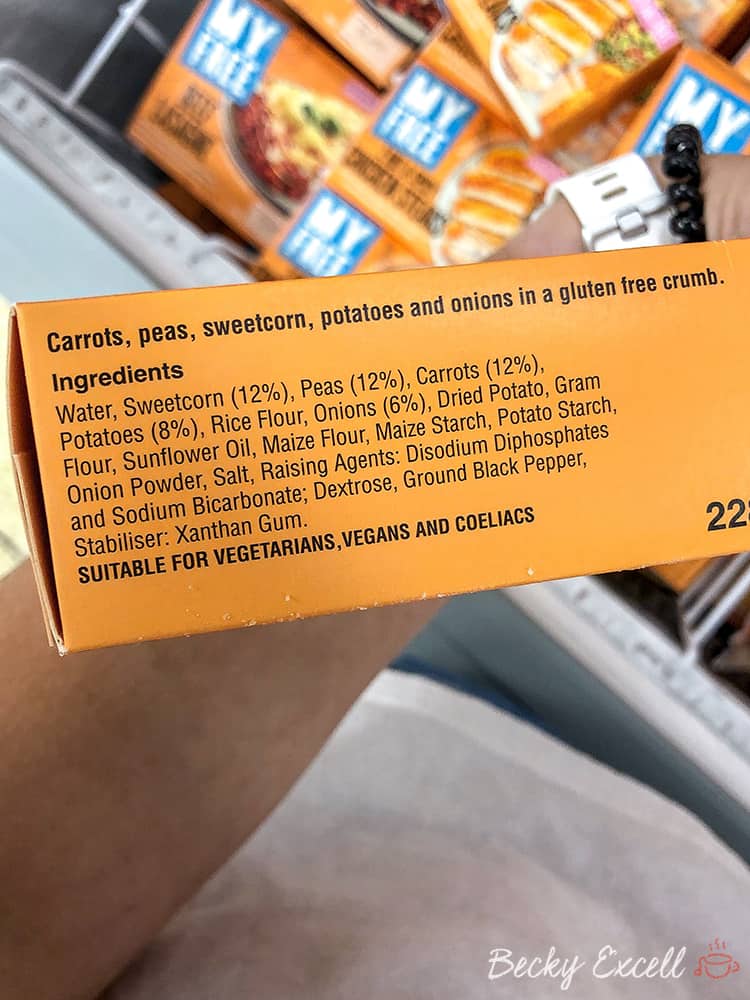 MY
FREE
BEEF
LASAGNE
MY
FREE
MY
FREE
MY
FREE
Carrots, peas, sweetcorn, potatoes and onions in a gluten free crumb.
Ingredients
Water, Sweetcorn (12%), Peas (12%), Carrots (12%),
Potatoes (8%), Rice Flour, Onions (6%), Dried Potato, Gram
Flour, Sunflower Oil, Maize Flour, Maize Starch, Potato Starch,
Onion Powder, Salt, Raising Agents: Disodium Diphosphates
and Sodium Bicarbonate; Dextrose, Ground Black Pepper,
Stabiliser: Xanthan Gum.
SUITABLE FOR VEGETARIANS,VEGANS AND COELIACS
Becky Excell